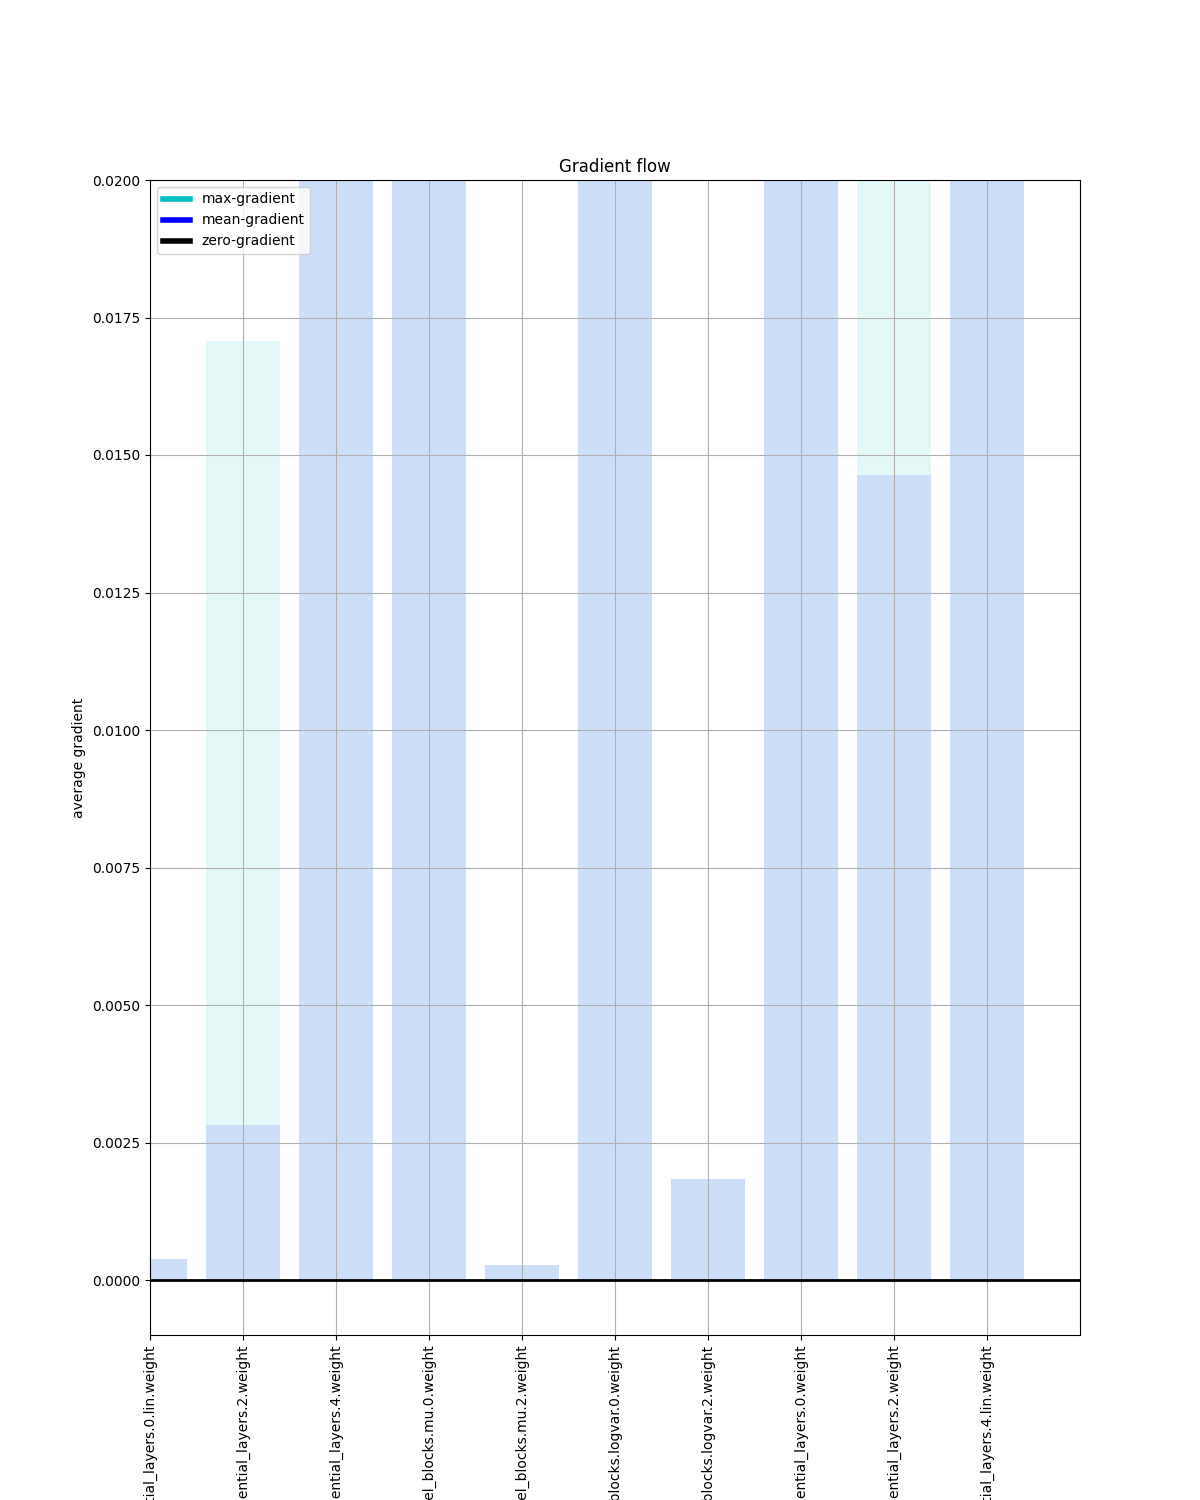 Gradient flow
max-gradient
mean-gradient
zero-gradient
0.0200
0.0175
0.0150
0.0125
0.0100
0.0075
0.0050
0.0025
0.0000
average gradient
tial_layers.0.lin.weight
ential_layers.2.weight
ential_layers.4.weight
el_blocks.mu.0.weight
el_blocks.mu.2.weight
blocks.logvar.0.weight
blocks.logvar.2.weight
ential_layers.0.weight
ential_layers.2.weight
tial_layers.4.lin.weight